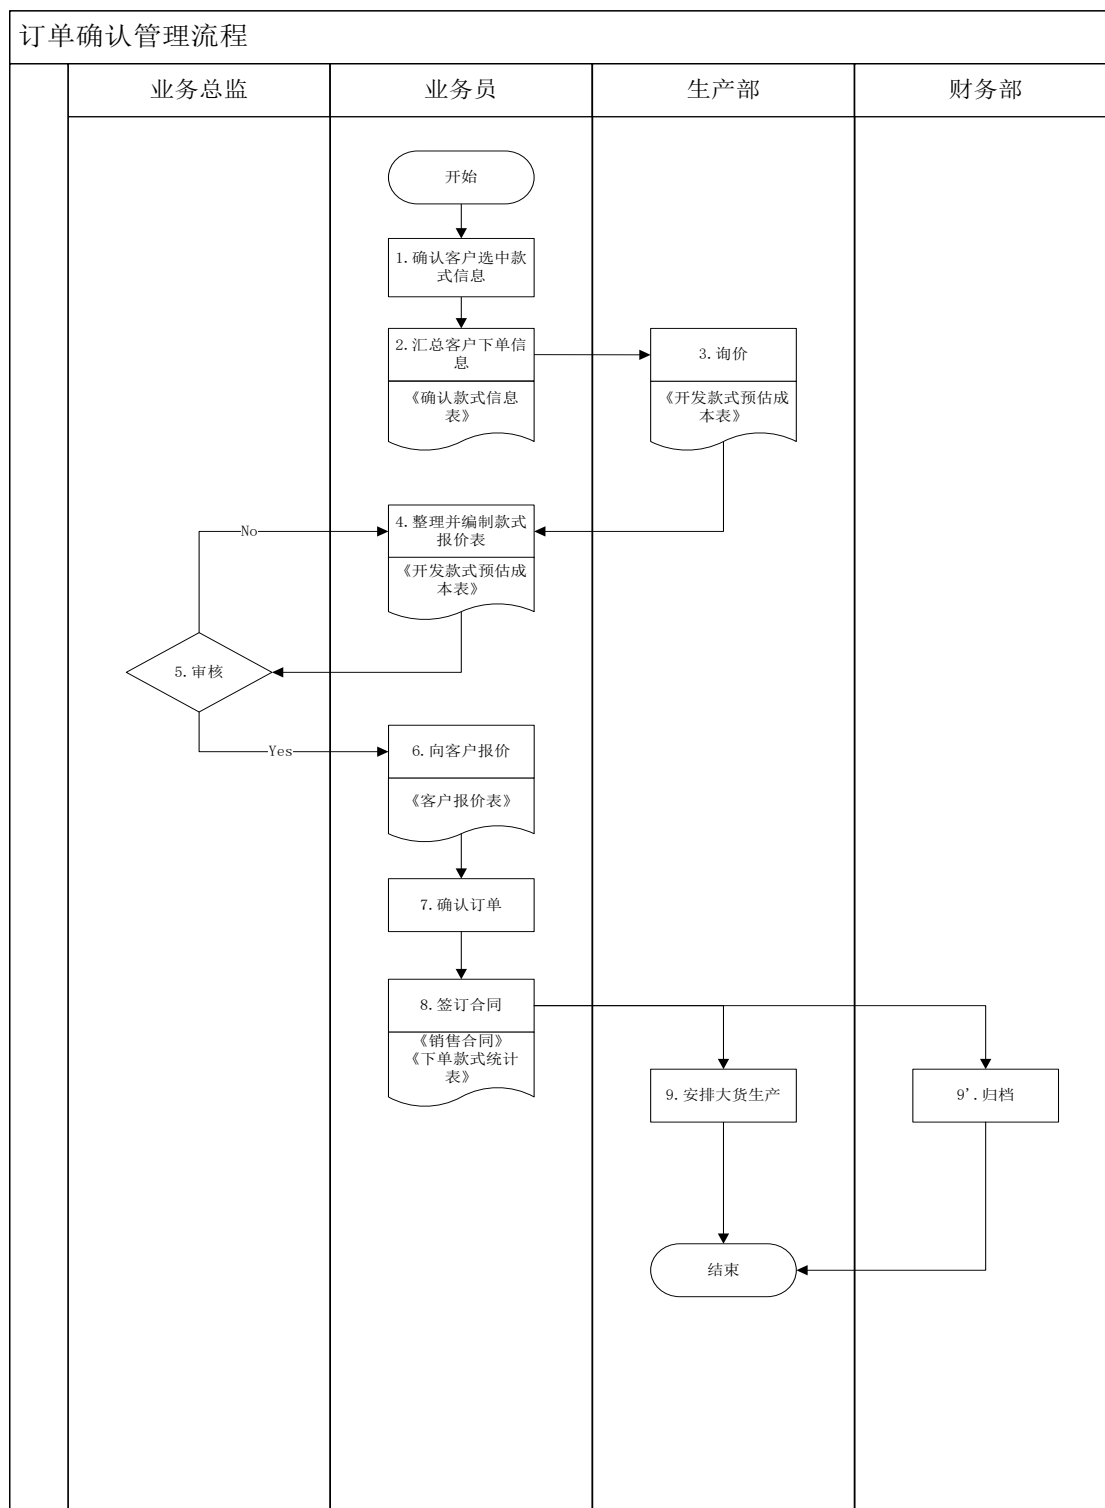 订单确认管理流程
业务总监
业务员
生产部
财务部
开始
1.确认客户选中款
式信息
2.汇总客户下单信
息
3.询价
《确认款式信息
表》
《开发款式预估成
本表》
No
4.整理并编制款式
报价表
《开发款式预估成
本表》
5.审核
Yes
6.向客户报价
《客户报价表》
7.确认订单
8.签订合同
《销售合同》
《下单款式统计
表》
9.安排大货生产
9'.归档
结束